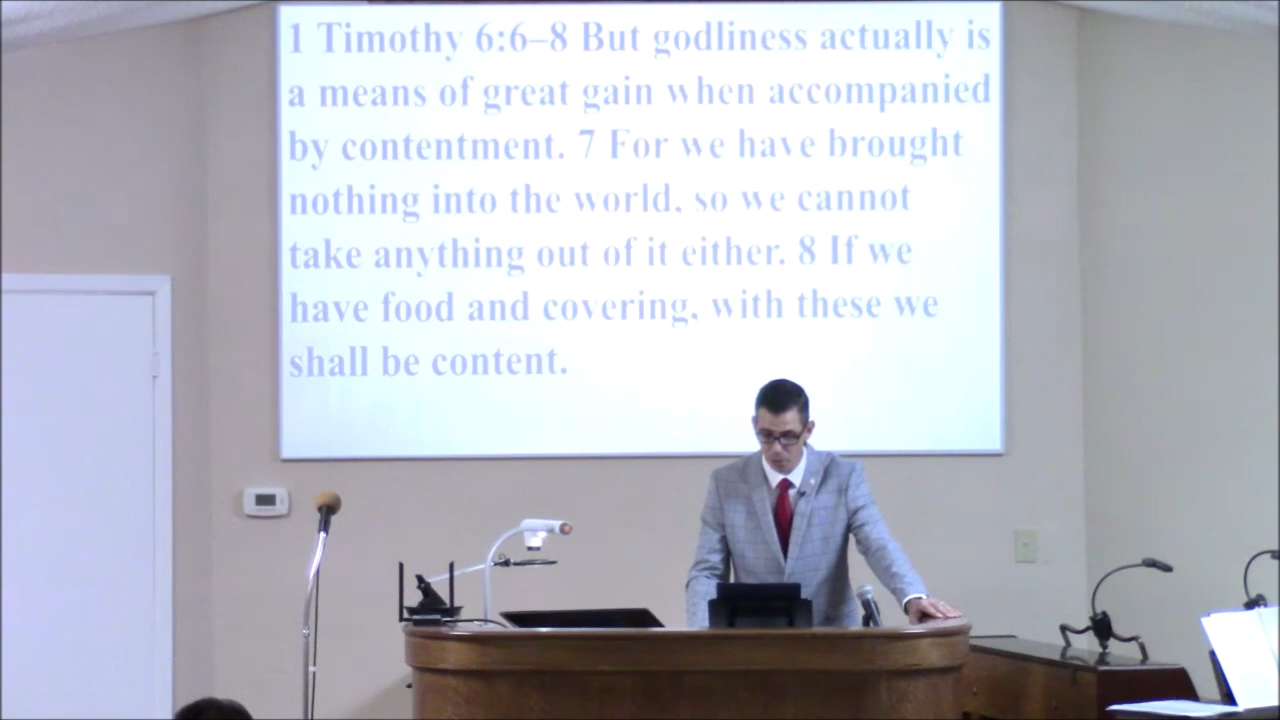 1 Timothy 6:6–8 But godliness actually is
a means of great gain when accompanied
by contentment. 7 For we have brought
nothing into the world, so we cannot
take anything out of it either. 8 If we
have food and covering, with these we
shall be content.